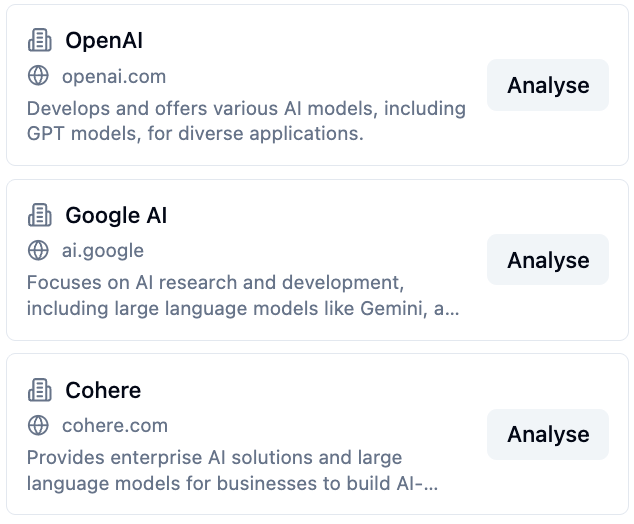 OpenAI
openai.com
Analyse
Develops and offers various AI models, including
GPT models, for diverse applications.
Google AI
ai.google
Analyse
Focuses on AI research and development,
including large language models like Gemini, a...
Cohere
cohere.com
Analyse
Provides enterprise AI solutions and large
language models for businesses to build AI-...